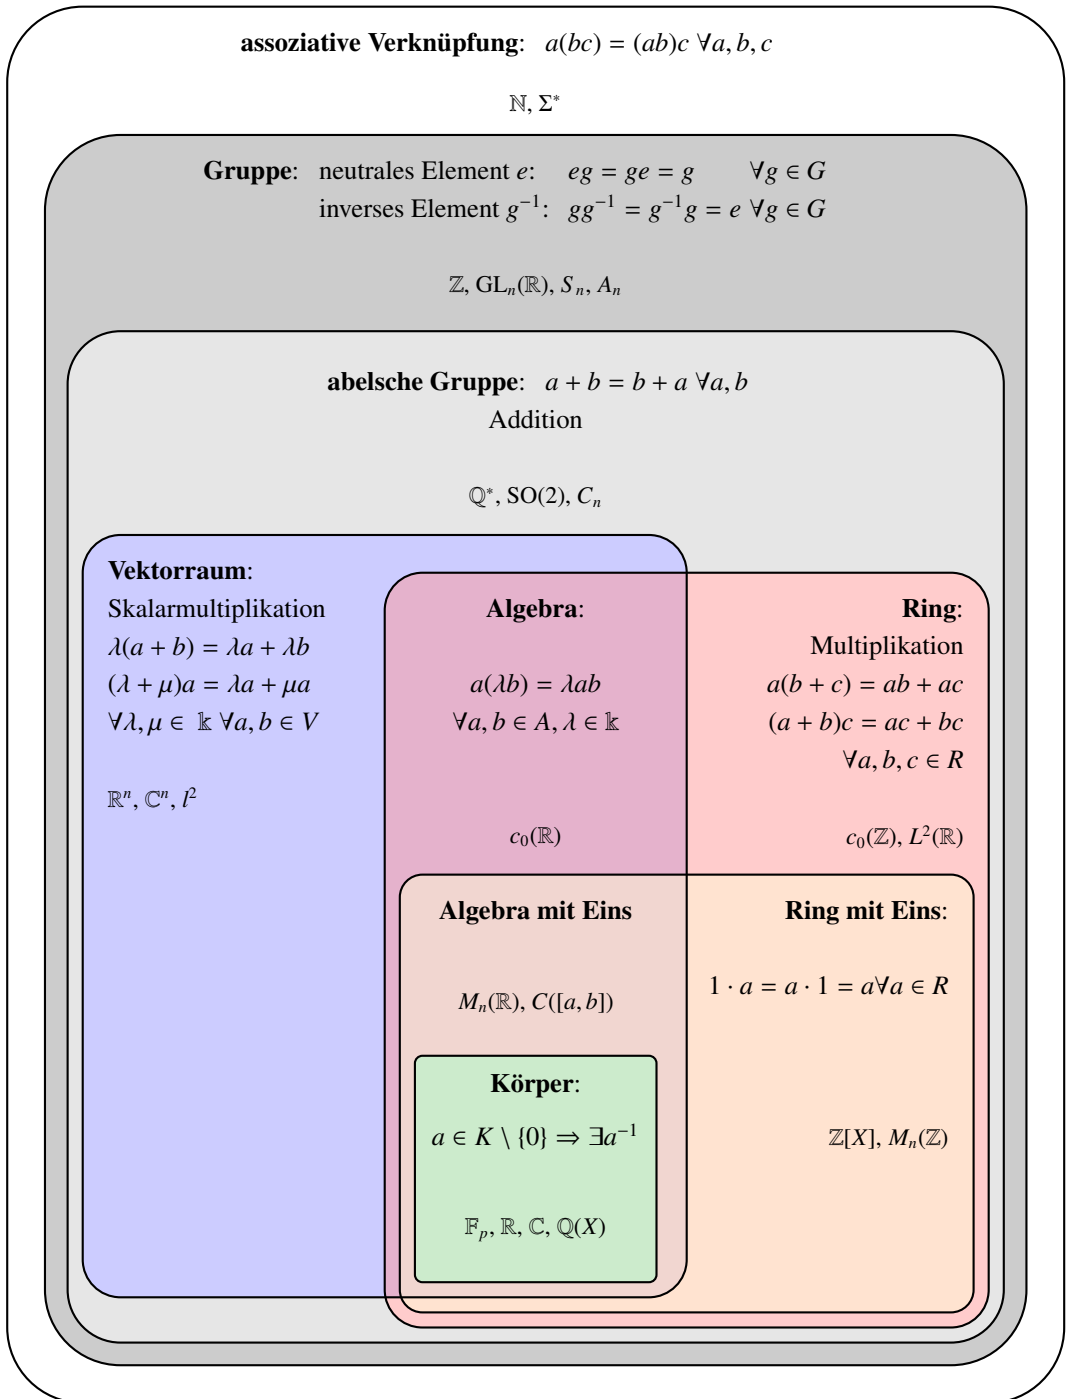 assoziative Verknüpfung: a(bc) = (ab)c ∀a, b, c
ℕ, Σ*
Gruppe: neutrales Element e: eg = ge = g ∀g ∈ G
inverses Element g⁻¹: gg⁻¹ = g⁻¹g = e ∀g ∈ G
ℤ, GLₙ(ℝ), Sₙ, Aₙ
abelsche Gruppe: a + b = b + a ∀a, b
Addition
ℚ*, SO(2), Cₙ
Vektorraum:
Skalarmultiplikation
λ(a + b) = λa + λb
(λ + μ)a = λa + μa
∀λ, μ ∈ 𝕜 ∀a, b ∈ V
ℝⁿ, ℂⁿ, l²
Algebra:
a(λb) = λab
∀a, b ∈ A, λ ∈ 𝕜
c₀(ℝ)
Ring:
Multiplikation
a(b + c) = ab + ac
(a + b)c = ac + bc
∀a, b, c ∈ R
c₀(ℤ), L²(ℝ)
Algebra mit Eins
Mₙ(ℝ), C([a, b])
Ring mit Eins:
1 · a = a · 1 = a∀a ∈ R
ℤ[X], Mₙ(ℤ)
Körper:
a ∈ K \ {0} ⇒ ∃a⁻¹
𝔽ₚ, ℝ, ℂ, ℚ(X)